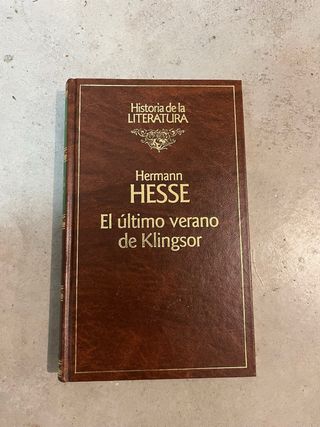 Historia de la
LITERATURA
Hermann
HESSE
El último verano
de Klingsor